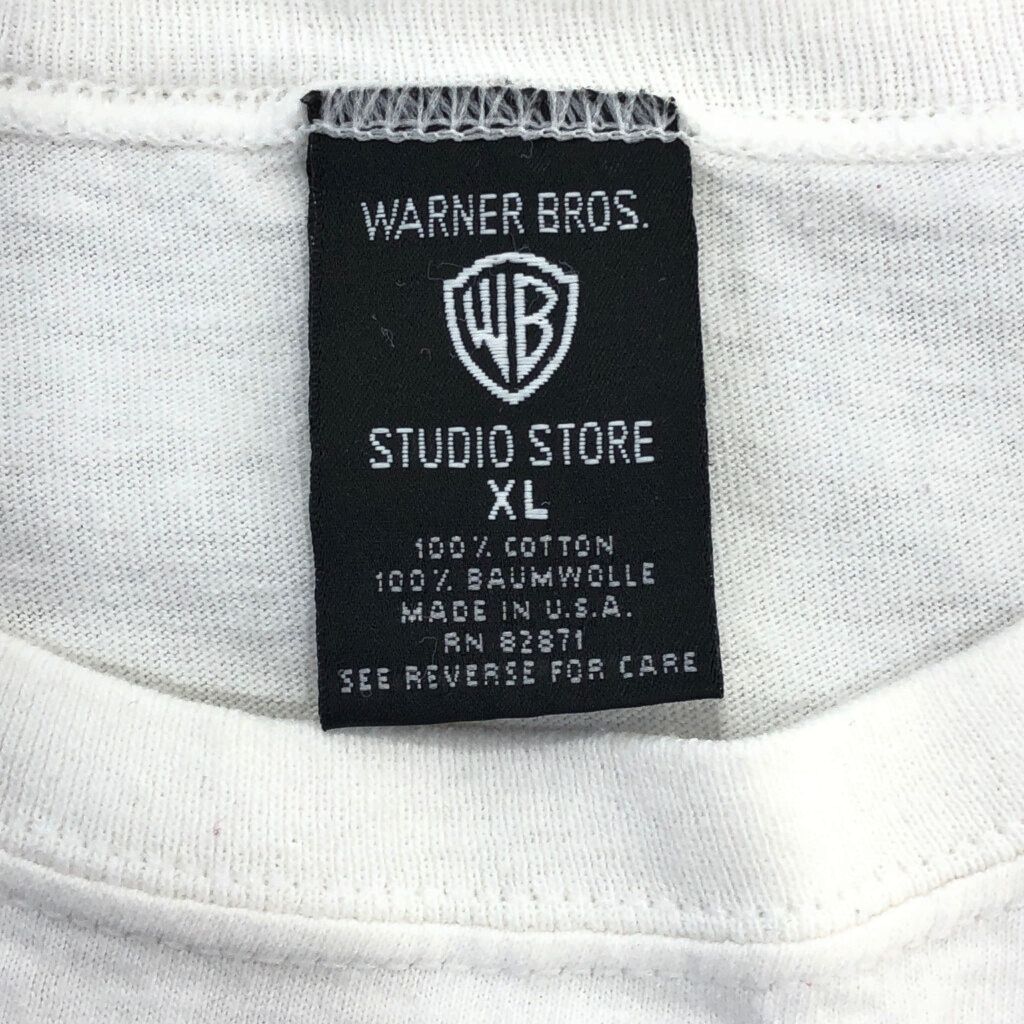 WARNER BROS.
WB
STUDIO STORE
XL
100% COTTON
100% BAUMWOLLE
MADE IN U.S.A.
RN 82871
SEE REVERSE FOR CARE